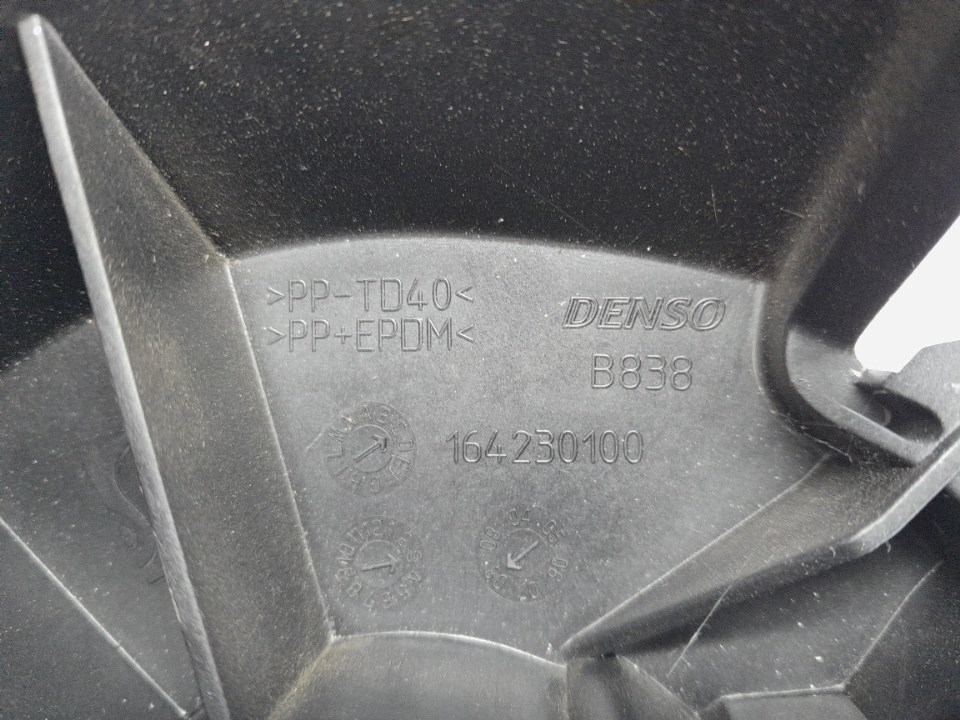 >PP-TD40<
>PP+EPDM<
DENSO
B838
164230100